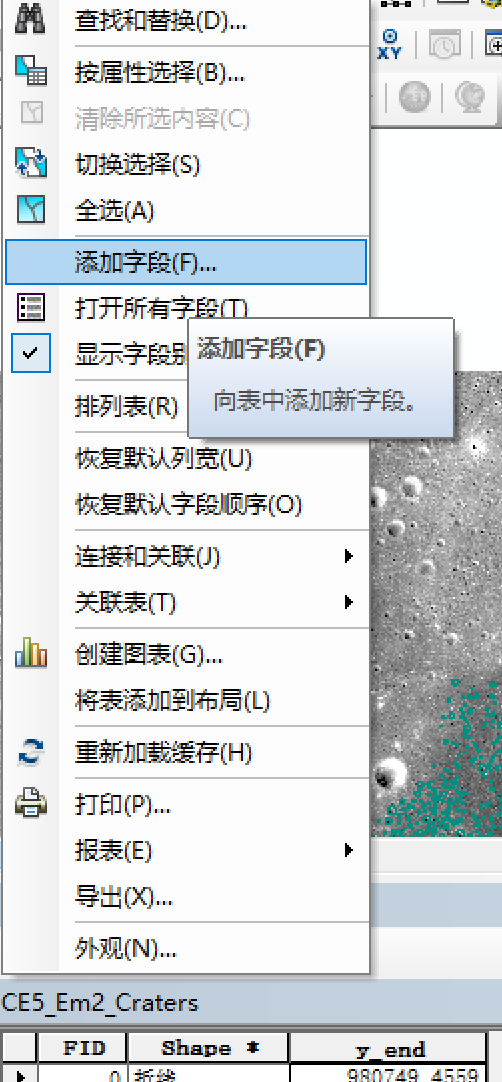 查找和替换(D)...
XY
按属性选择(B)...
清除所选内容(C)
切换选择(S)
全选(A)
添加字段(F)...
打开所有字段(T)
显示字段别
添加字段(F)
向表中添加新字段。
排列表(R)
恢复默认列宽(U)
恢复默认字段顺序(O)
连接和关联(J)
关联表(T)
创建图表(G)...
将表添加到布局(L)
重新加载缓存(H)
打印(P)...
报表(E)
导出(X)...
外观(N)...
CE5_Em2_Craters
FID Shape * y_end
0 折线 980749.4559